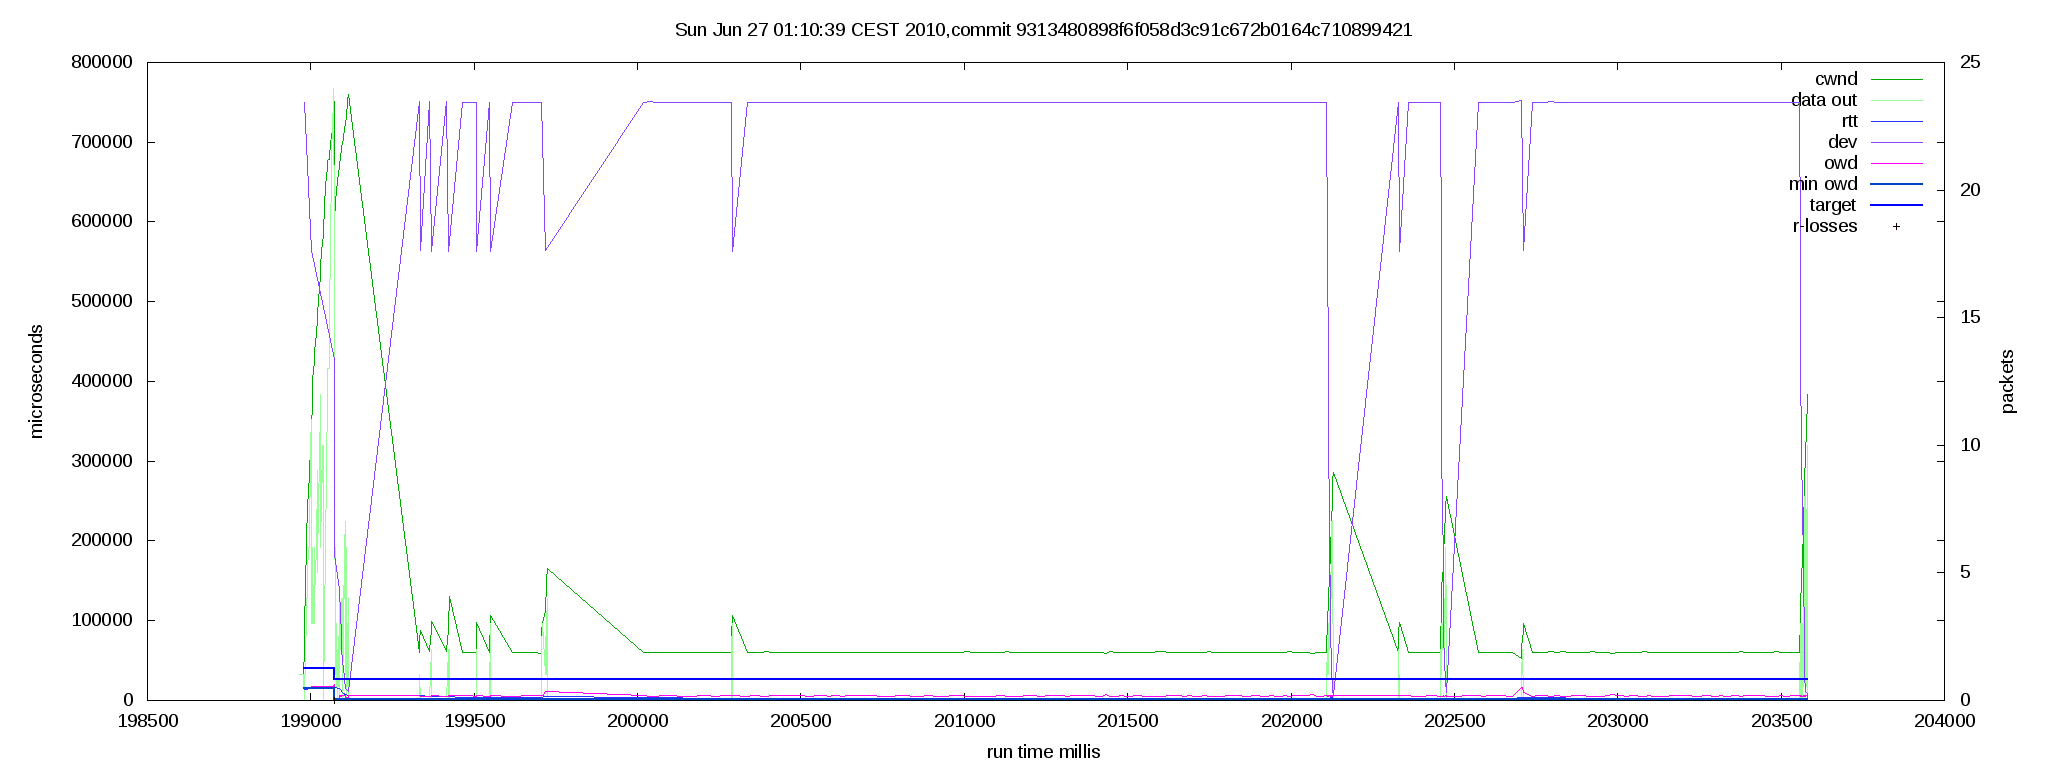 Sun Jun 27 01:10:39 CEST 2010,commit 9313480898f6f058d3c91c672b0164c710899421
800000
700000
600000
500000
400000
300000
200000
100000
0
microseconds
25
20
15
10
5
0
packets
cwnd
data out
rtt
dev
owd
min owd
target
r-losses
198500 199000 199500 200000 200500 201000 201500 202000 202500 203000 203500 204000
run time millis